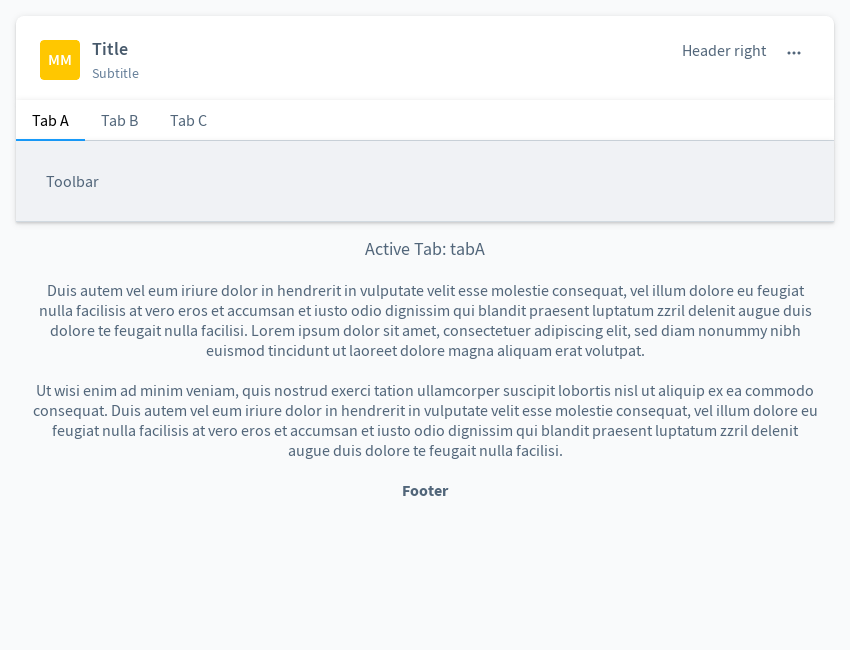 MM
Title
Subtitle
Header right
Tab A
Tab B
Tab C
Toolbar
Active Tab: tabA
Duis autem vel eum iriure dolor in hendrerit in vulputate velit esse molestie consequat, vel illum dolore eu feugiat
nulla facilisis at vero eros et accumsan et iusto odio dignissim qui blandit praesent luptatum zzril delenit augue duis
dolore te feugait nulla facilisi. Lorem ipsum dolor sit amet, consectetuer adipiscing elit, sed diam nonummy nibh
euismod tincidunt ut laoreet dolore magna aliquam erat volutpat.
Ut wisi enim ad minim veniam, quis nostrud exerci tation ullamcorper suscipit lobortis nisl ut aliquip ex ea commodo
consequat. Duis autem vel eum iriure dolor in hendrerit in vulputate velit esse molestie consequat, vel illum dolore eu
feugiat nulla facilisis at vero eros et accumsan et iusto odio dignissim qui blandit praesent luptatum zzril delenit
augue duis dolore te feugait nulla facilisi.
Footer